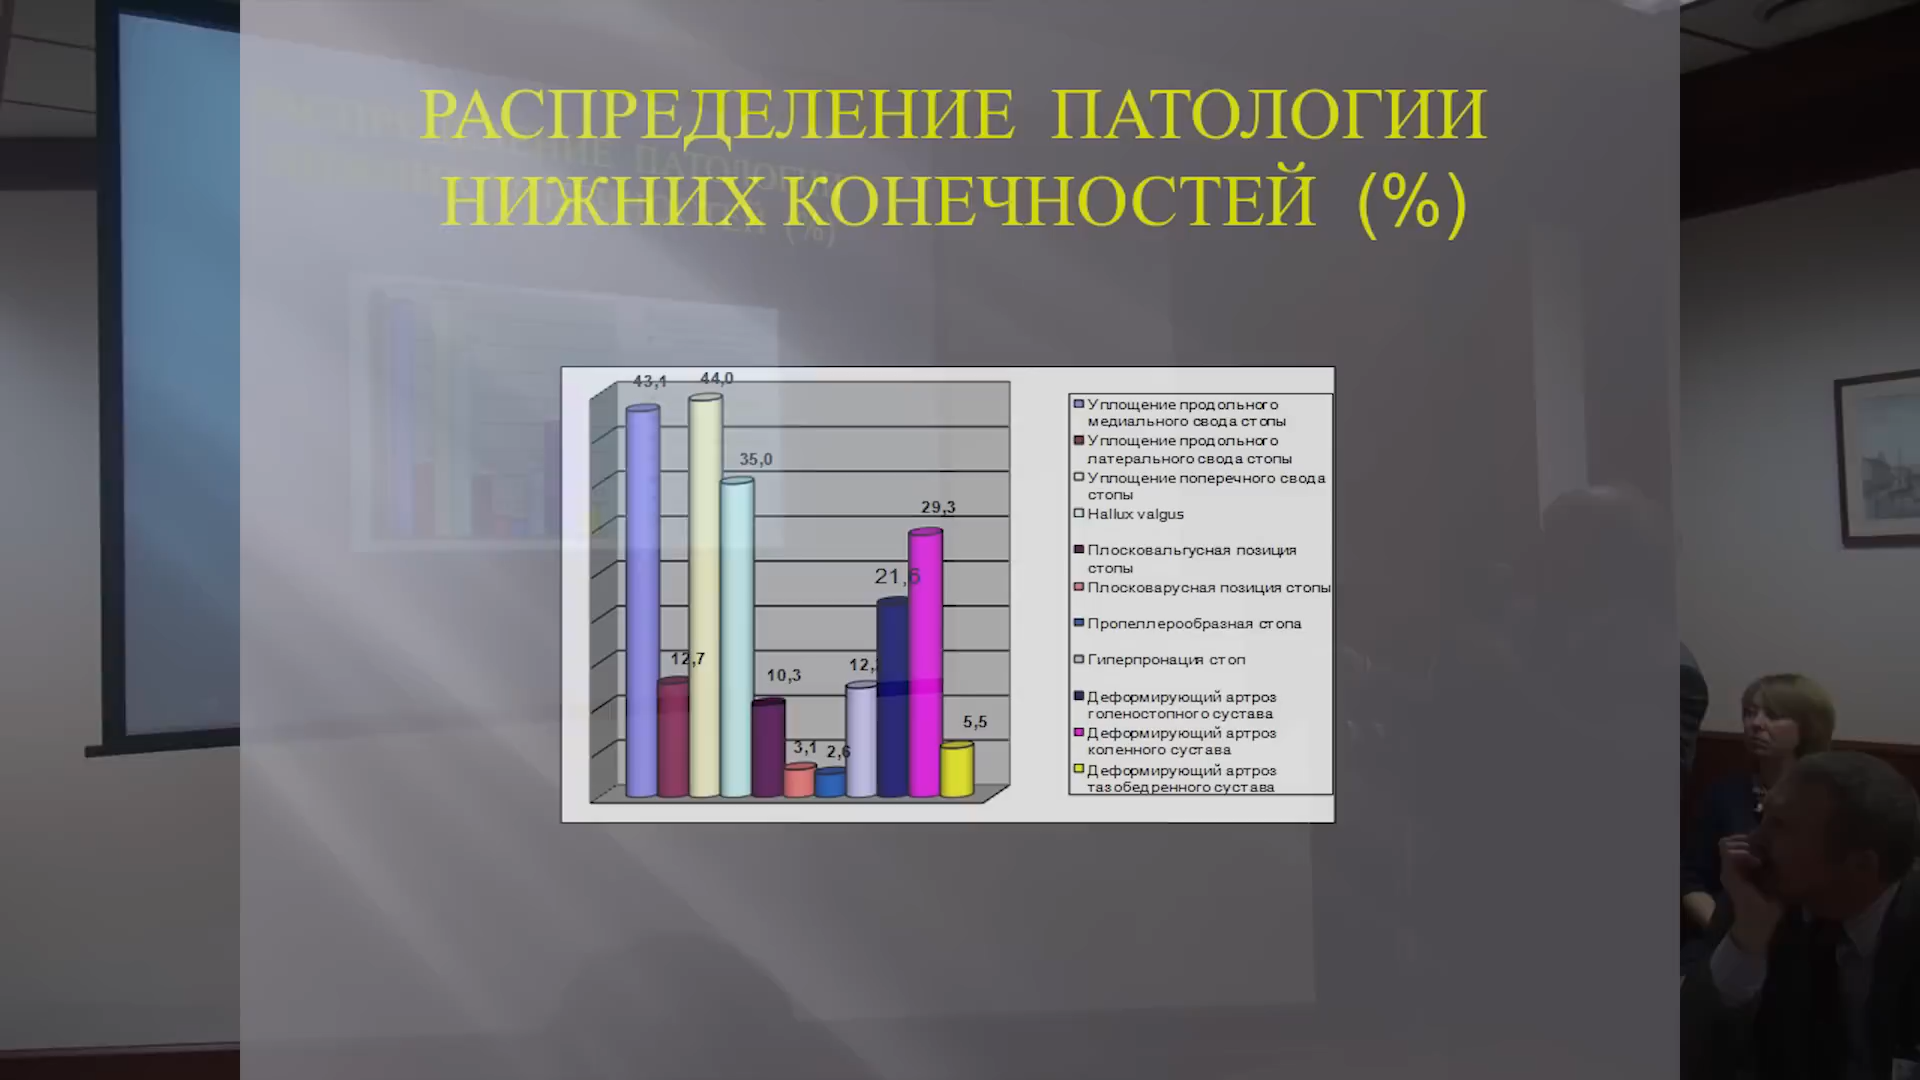 РАСПРЕДЕЛЕНИЕ ПАТОЛОГИИ
НИЖНИХ КОНЕЧНОСТЕЙ (%)
43,1
44,0
35,0
29,3
21,6
12,7
12,
10,3
5,5
3,1
2,6
Уплощение продольного
медиального свода стопы
Уплощение продольного
латерального свода стопы
Уплощение поперечного свода
стопы
Hallux valgus
Плосковальгусная позиция
стопы
Плосковарусная позиция стопы
Пропеллерообразная стопа
Гиперпронация стоп
Деформирующий артроз
голеностопного сустава
Деформирующий артроз
коленного сустава
Деформирующий артроз
тазобедренного сустава